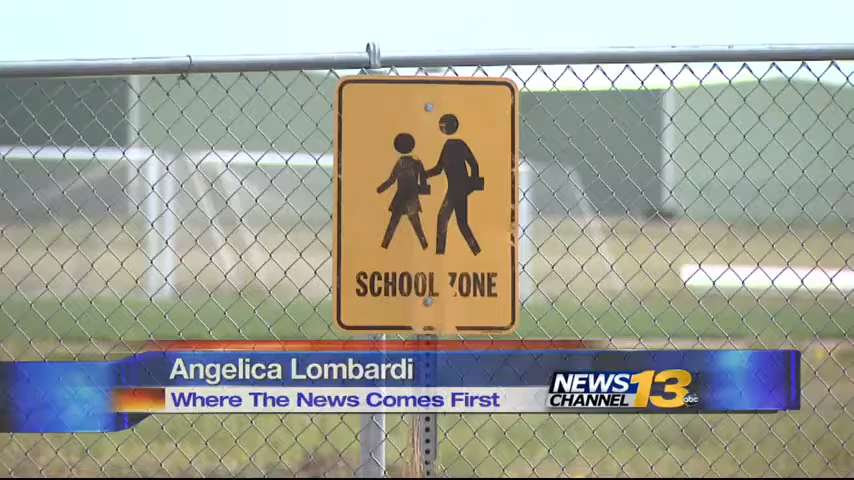 SCHOOL ZONE
Angelica Lombardi
Where The News Comes First
NEWS 13
CHANNEL abc